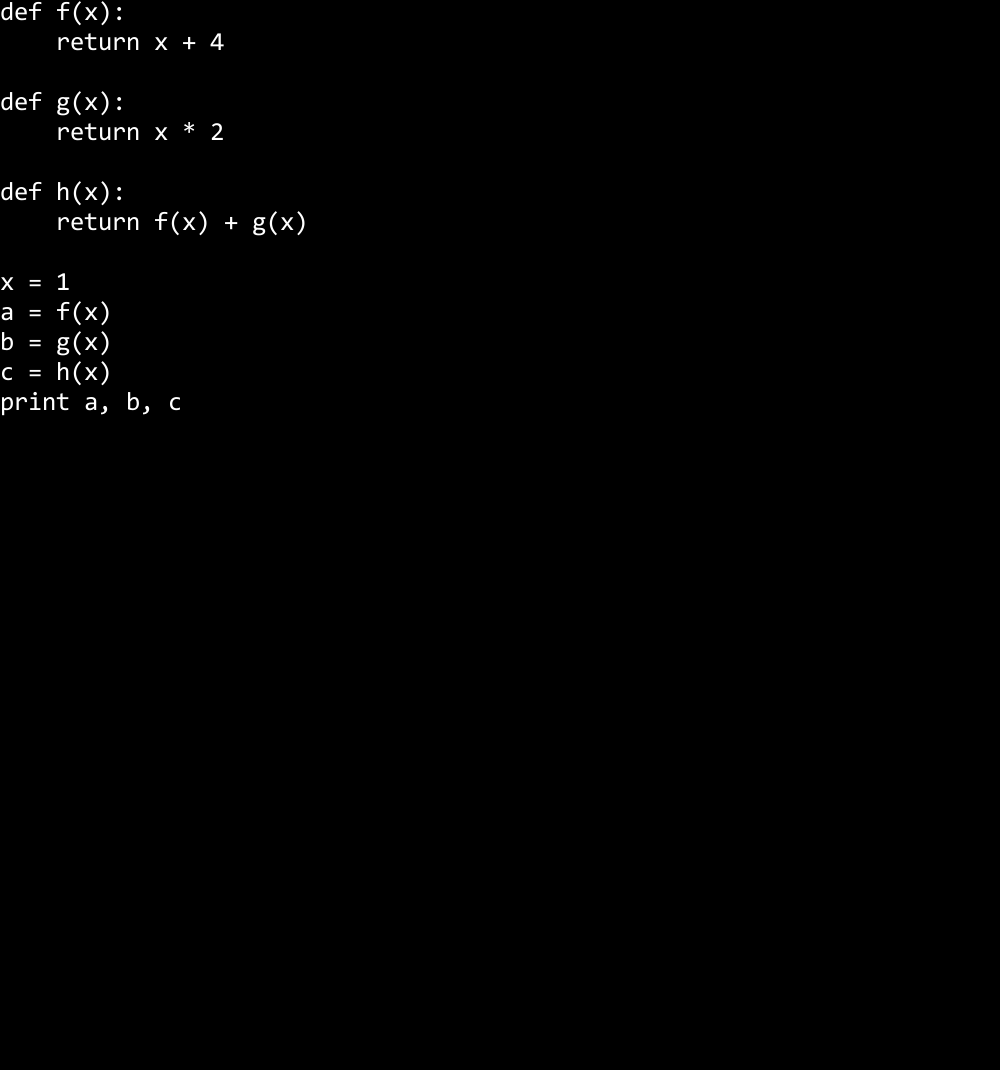 def f(x):
    return x + 4

def g(x):
    return x * 2

def h(x):
    return f(x) + g(x)

x = 1
a = f(x)
b = g(x)
c = h(x)
print a, b, c